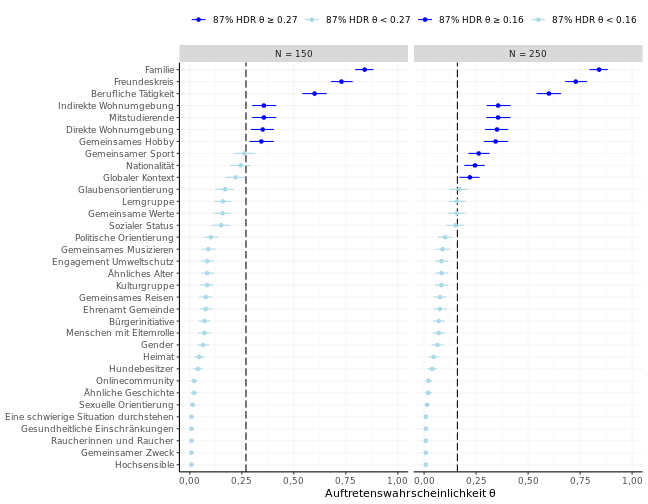 87% HDR θ ≥ 0.27 87% HDR θ < 0.27 87% HDR θ ≥ 0.16 87% HDR θ < 0.16
N = 150 N = 250
Familie
Freundeskreis
Berufliche Tätigkeit
Indirekte Wohnumgebung
Mitstudierende
Direkte Wohnumgebung
Gemeinsames Hobby
Gemeinsamer Sport
Nationalität
Globaler Kontext
Glaubensorientierung
Lerngruppe
Gemeinsame Werte
Sozialer Status
Politische Orientierung
Gemeinsames Musizieren
Engagement Umweltschutz
Ähnliches Alter
Kulturgruppe
Gemeinsames Reisen
Ehrenamt Gemeinde
Bürgerinitiative
Menschen mit Elternrolle
Gender
Heimat
Hundebesitzer
Onlinecommunity
Ähnliche Geschichte
Sexuelle Orientierung
Eine schwierige Situation durchstehen
Gesundheitliche Einschränkungen
Raucherinnen und Raucher
Gemeinsamer Zweck
Hochsensible
0,00 0,25 0,50 0,75 1,00 0,00 0,25 0,50 0,75 1,00
Auftretenswahrscheinlichkeit θ